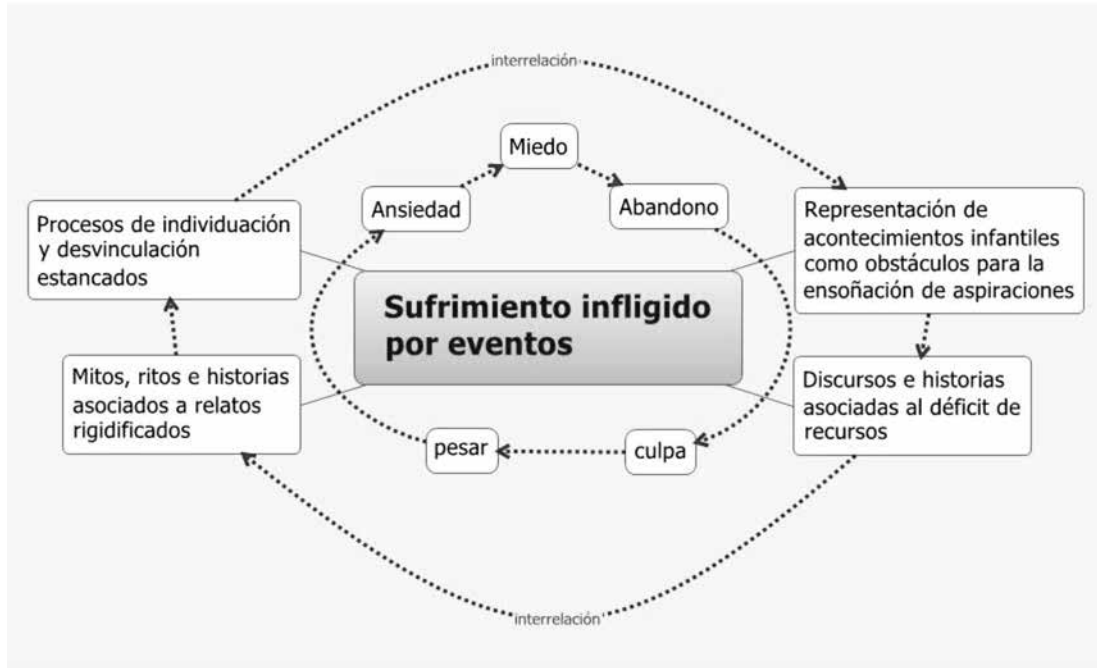 interrelación
Miedo
Ansiedad
Abandono
Procesos de individuación
y desvinculación
estancados
Representación de
acontecimientos infantiles
como obstáculos para la
ensoñación de aspiraciones
Sufrimiento infligido
por eventos
Mitos, ritos e historias
asociados a relatos
rigidificados
Discursos e historias
asociadas al déficit de
recursos
pesar
culpa
interrelación